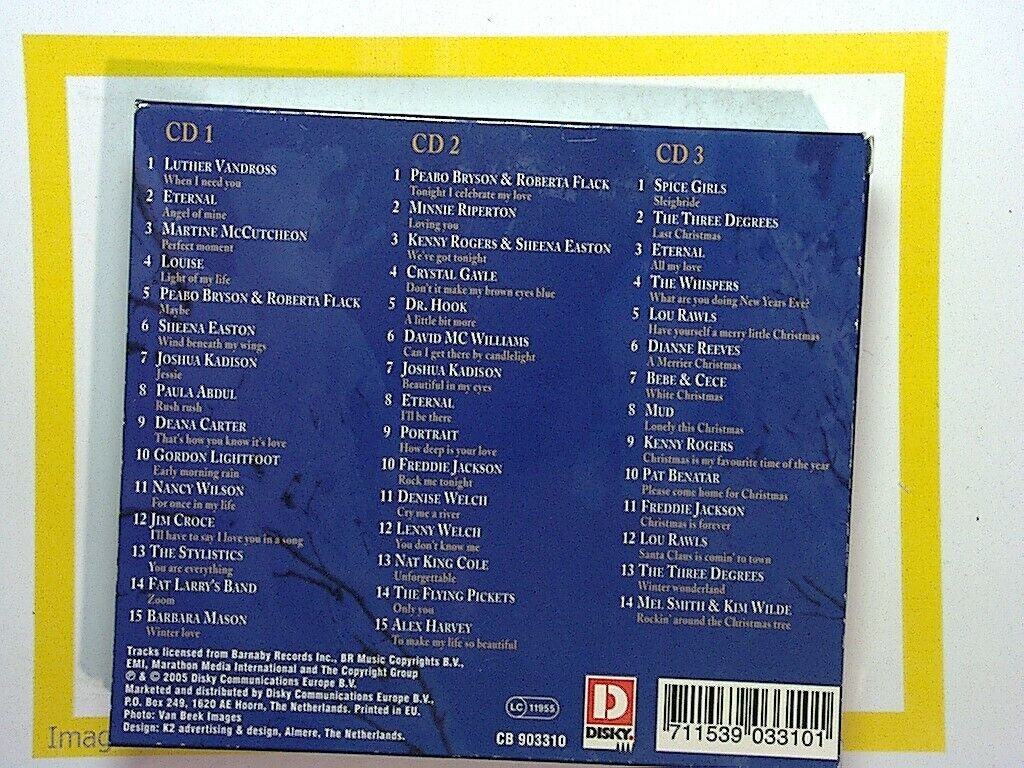 CD 1
1 LUTHER VANDROSS
When I need you
2 ETERNAL
Angel of mine
3 MARTINE MCCUTCHEON
Perfect moment
4 LOUISE
Light of my life
5 PEABO BRYSON & ROBERTA FLACK
Maybe
6 SHEENA EASTON
Wind beneath my wings
7 JOSHUA KADISON
Jessie
8 PAULA ABDUL
Rush rush
9 DEANA CARTER
That's how you know it's love
10 GORDON LIGHTFOOT
Early morning rain
11 NANCY WILSON
For once in my life
12 JIM CROCE
I'll have to say I love you in a song
13 THE STYLISTICS
You are everything
14 FAT LARRY'S BAND
Zoom
15 BARBARA MASON
Winter love
CD 2
1 PEABO BRYSON & ROBERTA FLACK
Tonight I celebrate my love
2 MINNIE RIPERTON
Loving you
3 KENNY ROGERS & SHEENA EASTON
We've got tonight
4 CRYSTAL GAYLE
Don't it make my brown eyes blue
5 DR. HOOK
A little bit more
6 DAVID MC WILLIAMS
Can I get there by candlelight
7 JOSHUA KADISON
Beautiful in my eyes
8 ETERNAL
I'll be there
9 PORTRAIT
How deep is your love
10 FREDDIE JACKSON
Rock me tonight
11 DENISE WELCH
Cry me a river
12 LENNY WELCH
You don't know me
13 NAT KING COLE
Unforgettable
14 THE FLYING PICKETS
Only you
15 ALEX HARVEY
To make my life so beautiful
CD 3
1 SPICE GIRLS
Sleighride
2 THE THREE DEGREES
Last Christmas
3 ETERNAL
All my love
4 THE WHISPERS
What are you doing New Years Eve?
5 LOU RAWLS
Have yourself a merry little Christmas
6 DIANNE REEVES
A Merrier Christmas
7 BEBE & CECE
White Christmas
8 MUD
Lonely this Christmas
9 KENNY ROGERS
Christmas is my favourite time of the year
10 PAT BENATAR
Please come home for Christmas
11 FREDDIE JACKSON
Christmas is forever
12 LOU RAWLS
Santa Claus is comin' to town
13 THE THREE DEGREES
Winter wonderland
14 MEL SMITH & KIM WILDE
Rockin' around the Christmas tree
Tracks licensed from Barnaby Records Inc., BR Music Copyrights B.V.,
EMI, Marathon Media International and The Copyright Group
℗ & © 2005 Disky Communications Europe B.V.
Marketed and distributed by Disky Communications Europe B.V.,
P.O. Box 249, 1620 AE Hoorn, The Netherlands. Printed in EU.
Photo: Van Beek Images
Design: K2 advertising & design, Almere, The Netherlands.
LC 11955
CB 903310
DISKY
7 11539 03310 1